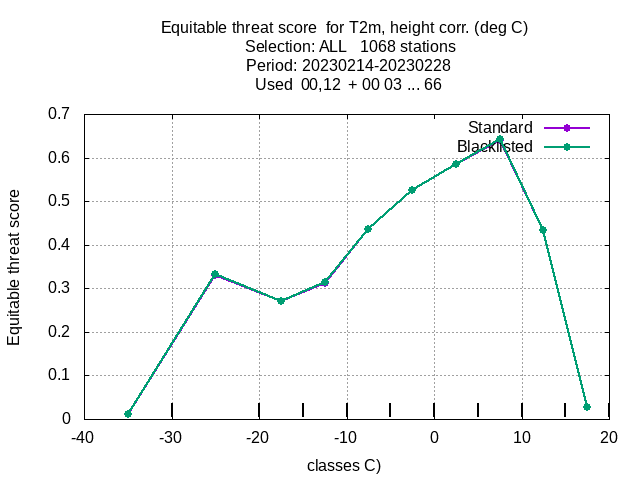 Equitable threat score  for T2m, height corr. (deg C)
Selection: ALL   1068 stations
Period: 20230214-20230228
Used  00,12  + 00 03 ... 66
Standard
Blacklisted
Equitable threat score
0.7
0.6
0.5
0.4
0.3
0.2
0.1
0
-40 -30 -20 -10 0 10 20
classes C)